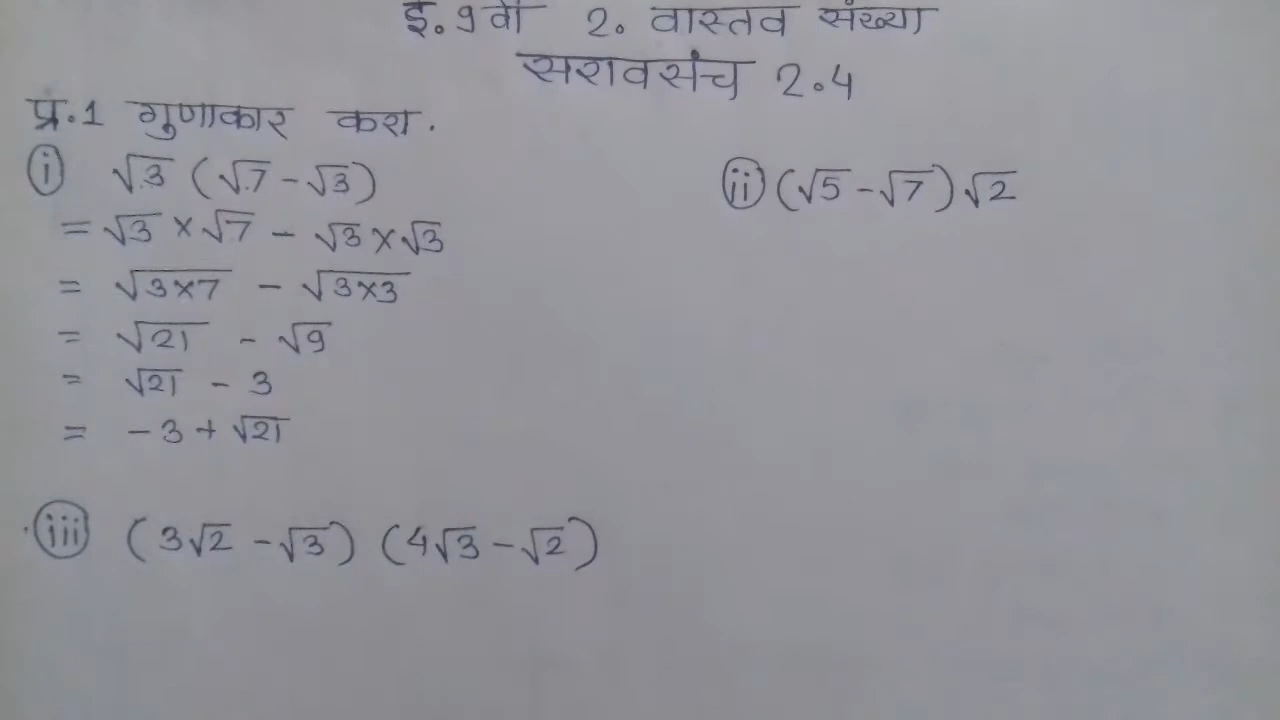 इ. 9वी 2. वास्तव संख्या
सरावसंच 2.4
प्र.1 गुणाकार करा.
(i) √3 (√7 - √3)
= √3 × √7 - √3 × √3
= √3×7 - √3×3
= √21 - √9
= √21 - 3
= -3 + √21
(ii) (√5 - √7) √2
(iii) (3√2 - √3) (4√3 - √2)